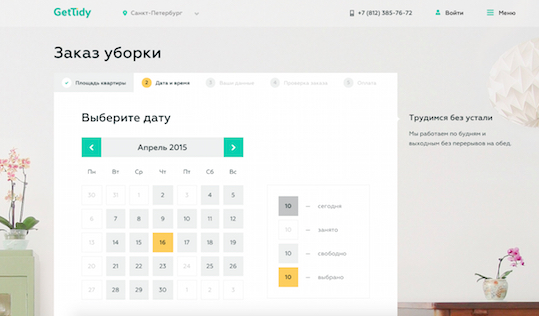 GetTidy
Санкт-Петербург
+7 (812) 385-76-72
Войти
Меню
Заказ уборки
Площадь квартиры
2 Дата и время
3 Ваши данные
4 Проверка заказа
5 Оплата
Выберите дату
Апрель 2015
Пн Вт Ср Чт Пт Сб Вс
30 31 1 2 3 4 5
6 7 8 9 10 11 12
13 14 15 16 17 18 19
20 21 22 23 24 25 26
27 28 29 30 1 2 3
10 — сегодня
10 — занято
10 — свободно
10 — выбрано
Трудимся без устали
Мы работаем по будням и
выходным без перерывов на обед.